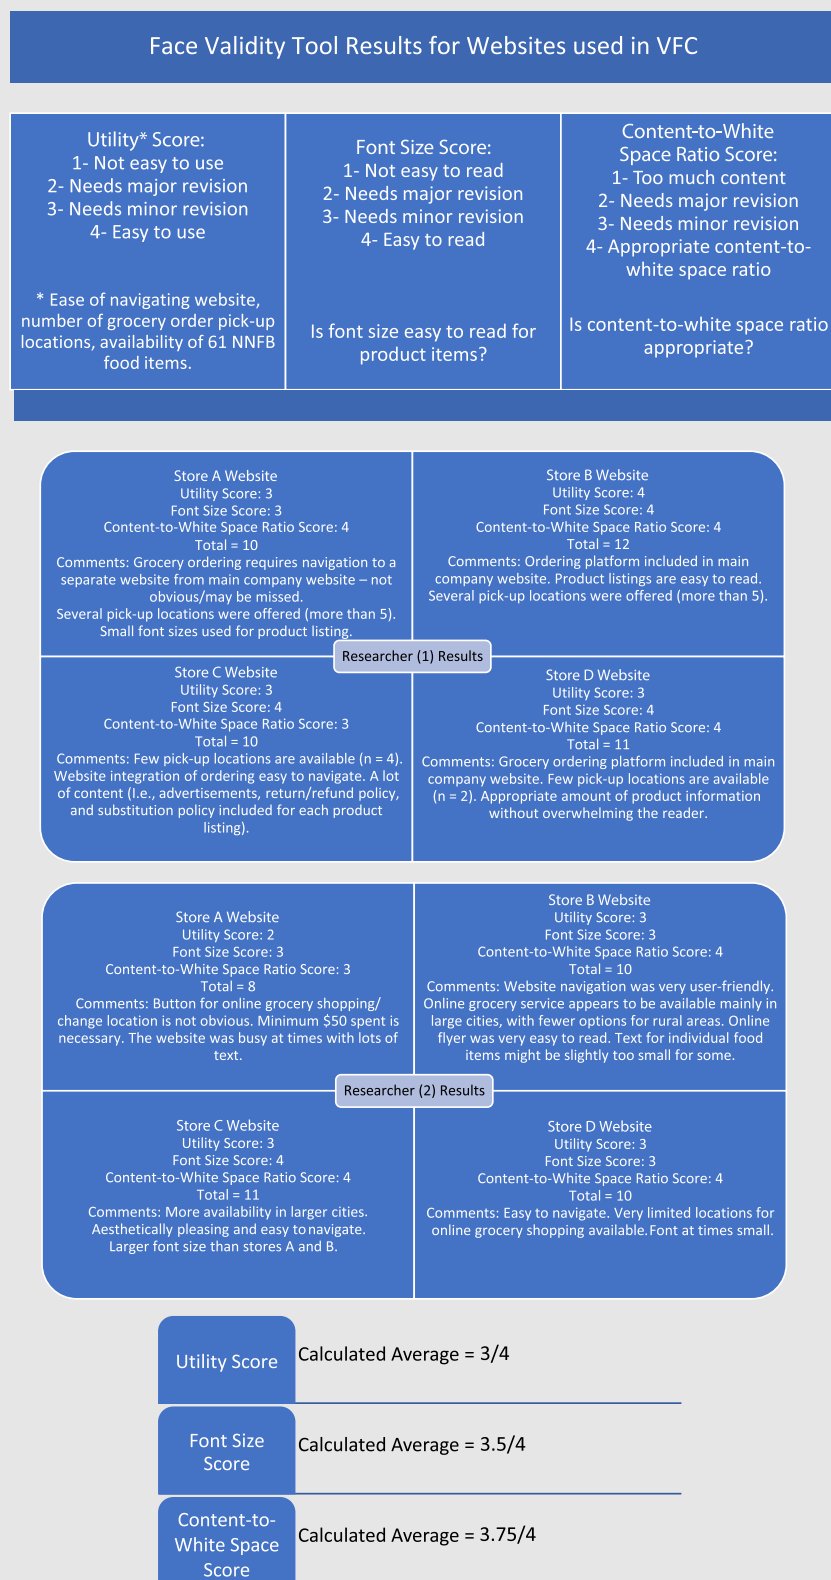 Face Validity Tool Results for Websites used in VFC
Utility* Score:
1- Not easy to use
2- Needs major revision
3- Needs minor revision
4- Easy to use
* Ease of navigating website,
number of grocery order pick-up
locations, availability of 61 NNFB
food items.
Font Size Score:
1- Not easy to read
2- Needs major revision
3- Needs minor revision
4- Easy to read
Is font size easy to read for
product items?
Content-to-White
Space Ratio Score:
1- Too much content
2- Needs major revision
3- Needs minor revision
4- Appropriate content-to-
white space ratio
Is content-to-white space ratio
appropriate?
Store A Website
Utility Score: 3
Font Size Score: 3
Content-to-White Space Ratio Score: 4
Total = 10
Comments: Grocery ordering requires navigation to a
separate website from main company website – not
obvious/may be missed.
Several pick-up locations were offered (more than 5).
Small font sizes used for product listing.
Store B Website
Utility Score: 4
Font Size Score: 4
Content-to-White Space Ratio Score: 4
Total = 12
Comments: Ordering platform included in main
company website. Product listings are easy to read.
Several pick-up locations were offered (more than 5).
Researcher (1) Results
Store C Website
Utility Score: 3
Font Size Score: 4
Content-to-White Space Ratio Score: 3
Total = 10
Comments: Few pick-up locations are available (n = 4).
Website integration of ordering easy to navigate. A lot
of content (I.e., advertisements, return/refund policy,
and substitution policy included for each product
listing).
Store D Website
Utility Score: 3
Font Size Score: 4
Content-to-White Space Ratio Score: 4
Total = 11
Comments: Grocery ordering platform included in main
company website. Few pick-up locations are available
(n = 2). Appropriate amount of product information
without overwhelming the reader.
Store A Website
Utility Score: 2
Font Size Score: 3
Content-to-White Space Ratio Score: 3
Total = 8
Comments: Button for online grocery shopping/
change location is not obvious. Minimum $50 spent is
necessary. The website was busy at times with lots of
text.
Store B Website
Utility Score: 3
Font Size Score: 3
Content-to-White Space Ratio Score: 4
Total = 10
Comments: Website navigation was very user-friendly.
Online grocery service appears to be available mainly in
large cities, with fewer options for rural areas. Online
flyer was very easy to read. Text for individual food
items might be slightly too small for some.
Researcher (2) Results
Store C Website
Utility Score: 3
Font Size Score: 4
Content-to-White Space Ratio Score: 4
Total = 11
Comments: More availability in larger cities.
Aesthetically pleasing and easy to navigate.
Larger font size than stores A and B.
Store D Website
Utility Score: 3
Font Size Score: 3
Content-to-White Space Ratio Score: 4
Total = 10
Comments: Easy to navigate. Very limited locations for
online grocery shopping available. Font at times small.
Utility Score
Calculated Average = 3/4
Font Size
Score
Calculated Average = 3.5/4
Content-to-
White Space
Score
Calculated Average = 3.75/4